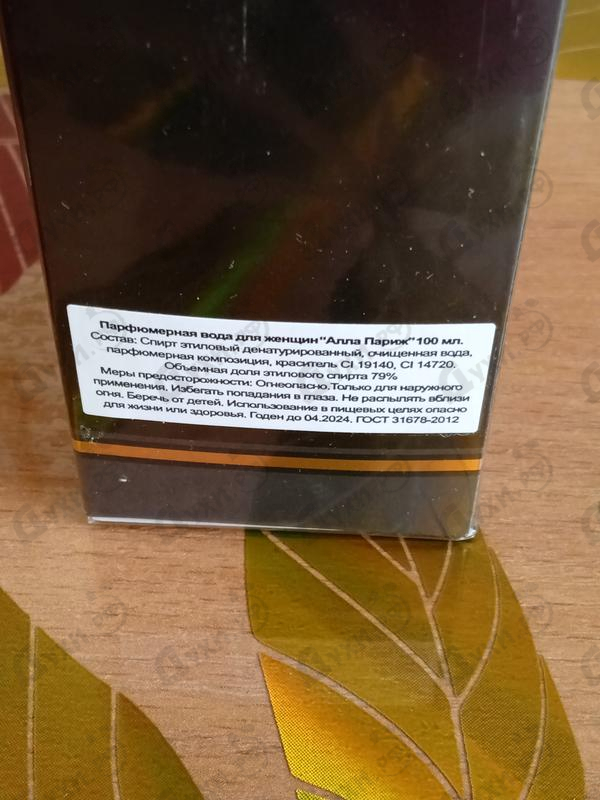 Парфюмерная вода для женщин "Алла Париж" 100 мл.
Состав: Спирт этиловый денатурированный, очищенная вода,
парфюмерная композиция, краситель CI 19140, CI 14720.
Объемная доля этилового спирта 79%
Меры предосторожности: Огнеопасно.Только для наружного
применения. Избегать попадания в глаза. Не распылять вблизи
огня. Беречь от детей. Использование в пищевых целях опасно
для жизни или здоровья. Годен до 04.2024. ГОСТ 31678-2012